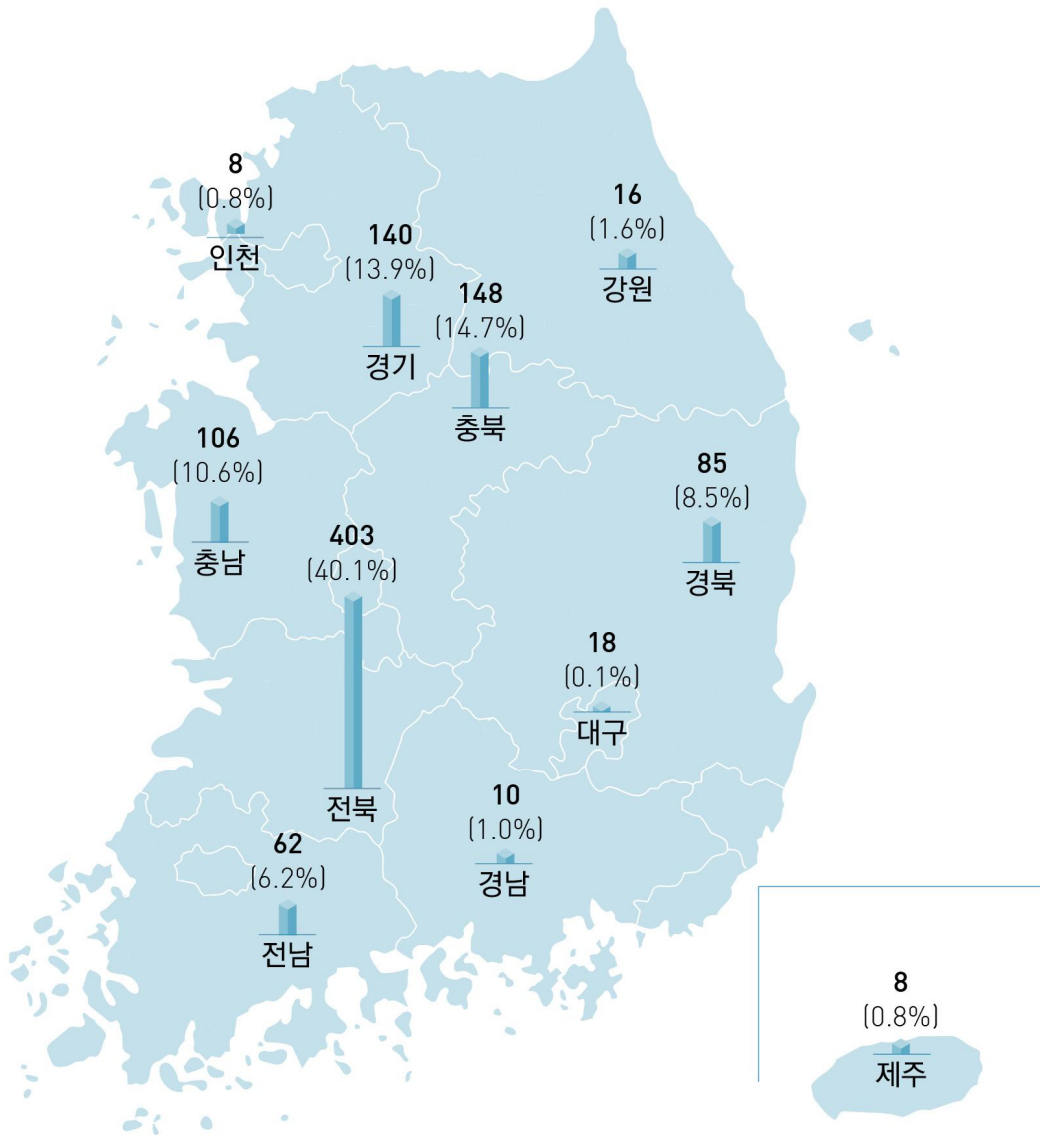 8
(0.8%)
인천
16
(1.6%)
강원
140
(13.9%)
경기
148
(14.7%)
충북
106
(10.6%)
충남
85
(8.5%)
경북
403
(40.1%)
전북
18
(0.1%)
대구
10
(1.0%)
경남
62
(6.2%)
전남
8
(0.8%)
제주